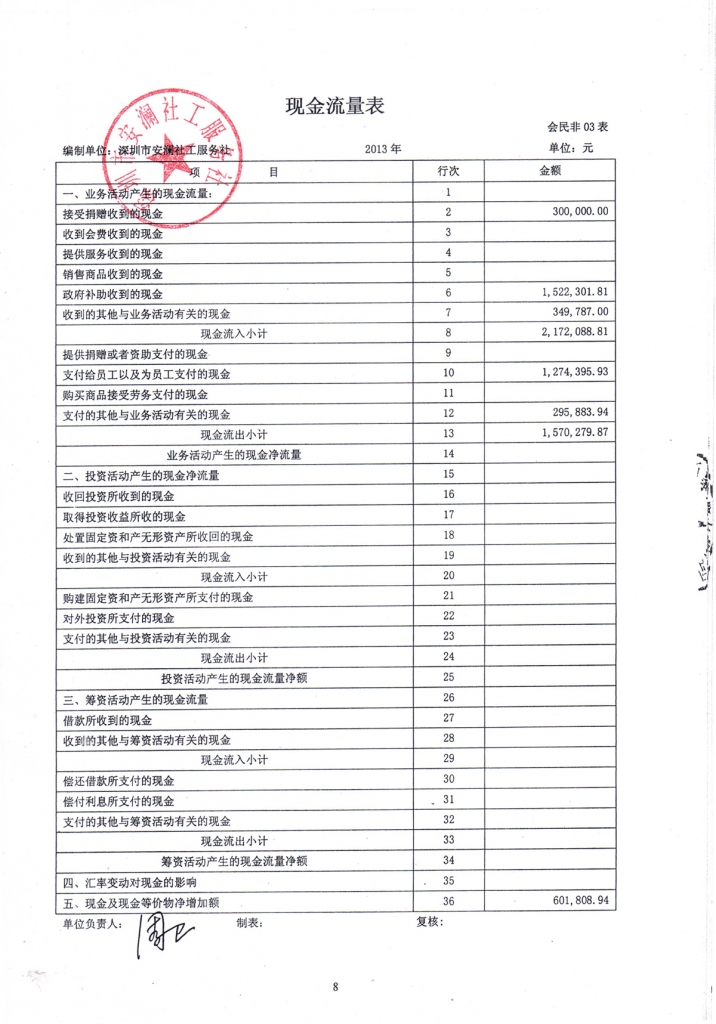 现金流量表
会民非 03 表
编制单位：深圳市安澜社工服务社 2013 年 单位：元
项 目 行次 金额
一、业务活动产生的现金流量： 1
接受捐赠收到的现金 2 300,000.00
收到会费收到的现金 3
提供服务收到的现金 4
销售商品收到的现金 5
政府补助收到的现金 6 1,522,301.81
收到的其他与业务活动有关的现金 7 349,787.00
现金流入小计 8 2,172,088.81
提供捐赠或者资助支付的现金 9
支付给员工以及为员工支付的现金 10 1,274,395.93
购买商品接受劳务支付的现金 11
支付的其他与业务活动有关的现金 12 295,883.94
现金流出小计 13 1,570,279.87
业务活动产生的现金净流量 14
二、投资活动产生的现金净流量 15
收回投资所收到的现金 16
取得投资收益所收的现金 17
处置固定资和产无形资产所收回的现金 18
收到的其他与投资活动有关的现金 19
现金流入小计 20
购建固定资和产无形资产所支付的现金 21
对外投资所支付的现金 22
支付的其他与投资活动有关的现金 23
现金流出小计 24
投资活动产生的现金流量净额 25
三、筹资活动产生的现金流量 26
借款所收到的现金 27
收到的其他与筹资活动有关的现金 28
现金流入小计 29
偿还借款所支付的现金 30
偿付利息所支付的现金 31
支付的其他与筹资活动有关的现金 32
现金流出小计 33
筹资活动产生的现金流量净额 34
四、汇率变动对现金的影响 35
五、现金及现金等价物净增加额 36 601,808.94
单位负责人： 制表： 复核：
8
深圳市安澜社工服务社